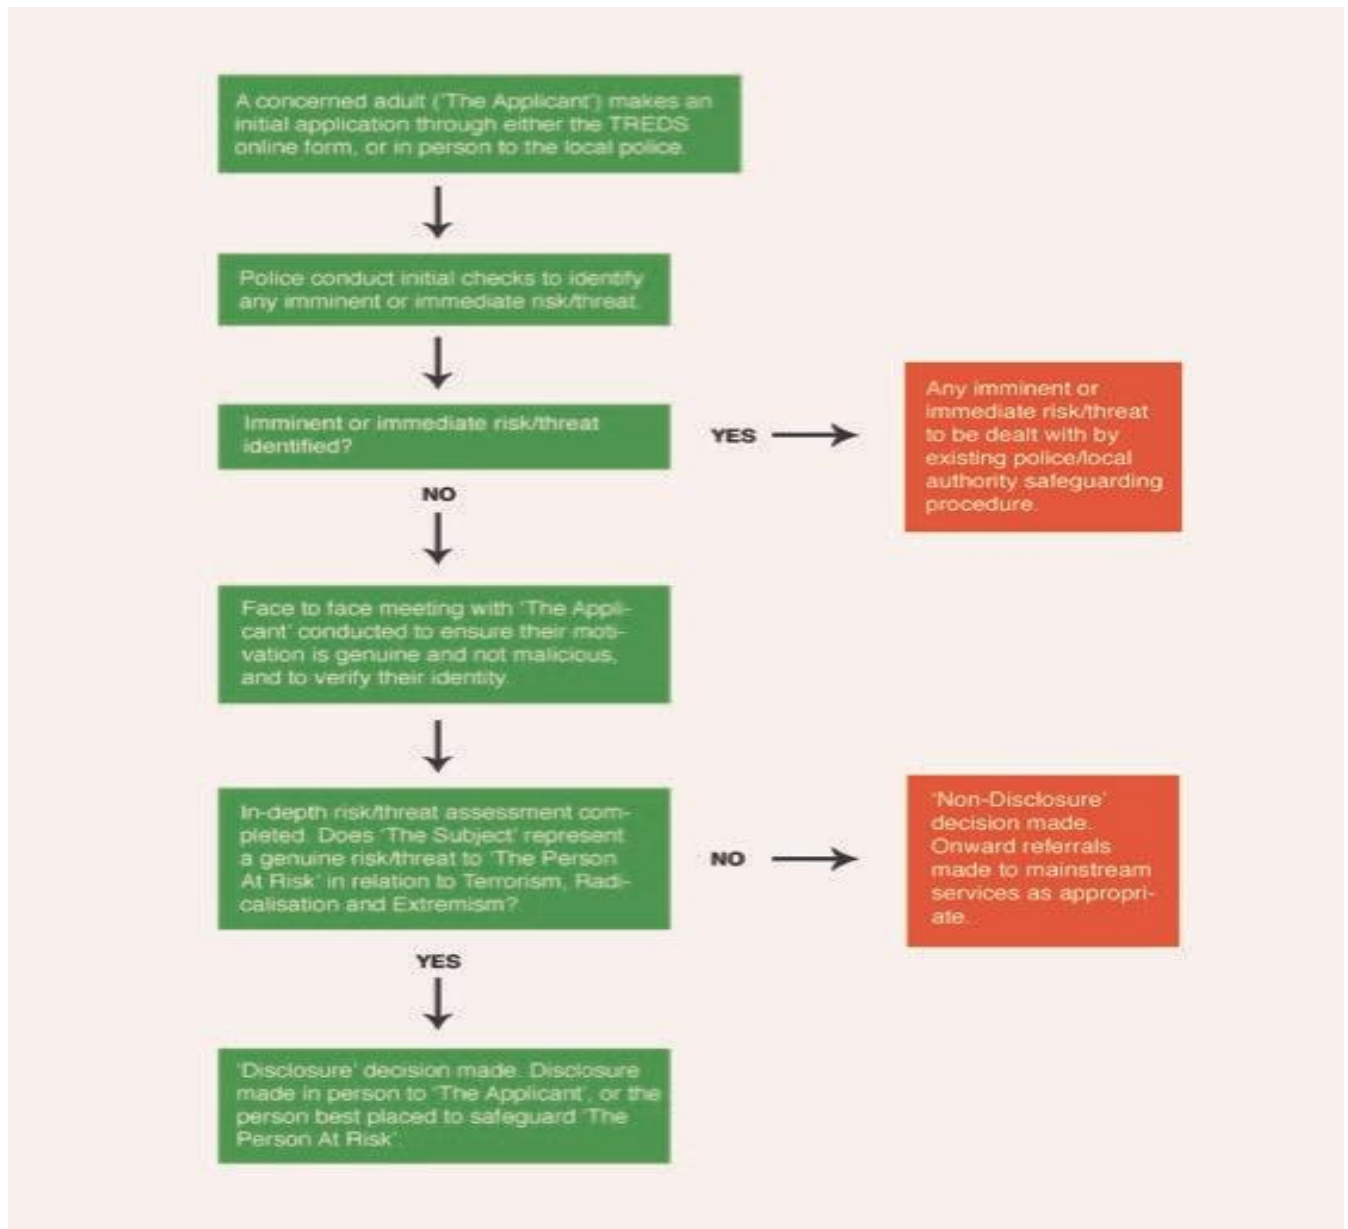 A concerned adult ('The Applicant') makes an
initial application through either the TREDS
online form, or in person to the local police.
Police conduct initial checks to identify
any imminent or immediate risk/threat.
Imminent or immediate risk/threat
identified?
YES
Any imminent or
immediate risk/threat
to be dealt with by
existing police/local
authority safeguarding
procedure.
NO
Face to face meeting with 'The Appli-
cant' conducted to ensure their moti-
vation is genuine and not malicious,
and to verify their identity.
In-depth risk/threat assessment com-
pleted. Does 'The Subject' represent
a genuine risk/threat to 'The Person
At Risk' in relation to Terrorism, Radi-
calisation and Extremism?
NO
'Non-Disclosure'
decision made.
Onward referrals
made to mainstream
services as appropri-
ate.
YES
'Disclosure' decision made. Disclosure
made in person to 'The Applicant', or the
person best placed to safeguard 'The
Person At Risk'.